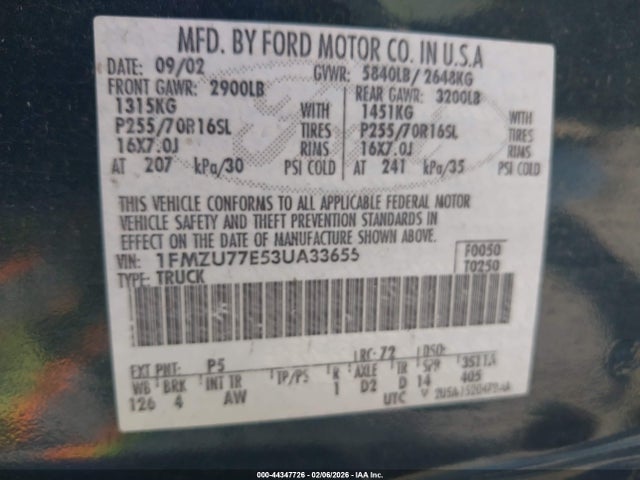 MFD. BY FORD MOTOR CO. IN U.S.A
DATE: 09/02 GVWR: 5840LB/ 2648KG
FRONT GAWR: 2900LB REAR GAWR: 3200LB
1315KG WITH 1451KG WITH
P255/70R16SL TIRES P255/70R16SL TIRES
16X7.0J RIMS 16X7.0J RIMS
AT 207 kPa/30 PSI COLD AT 241 kPa/35 PSI COLD
THIS VEHICLE CONFORMS TO ALL APPLICABLE FEDERAL MOTOR
VEHICLE SAFETY AND THEFT PREVENTION STANDARDS IN
EFFECT ON THE DATE OF MANUFACTURE SHOWN ABOVE.
VIN: 1FMZU77E53UA33655 F0050
TYPE: TRUCK T0250
EXT PNT: P5 RC: 72 DSO:
WB BRK INT TR TP/PS R AXLE TR S/P
126 4 AW 1 D2 D 14 405
UTC
000-44347726 - 02/06/2026 - IAA Inc.